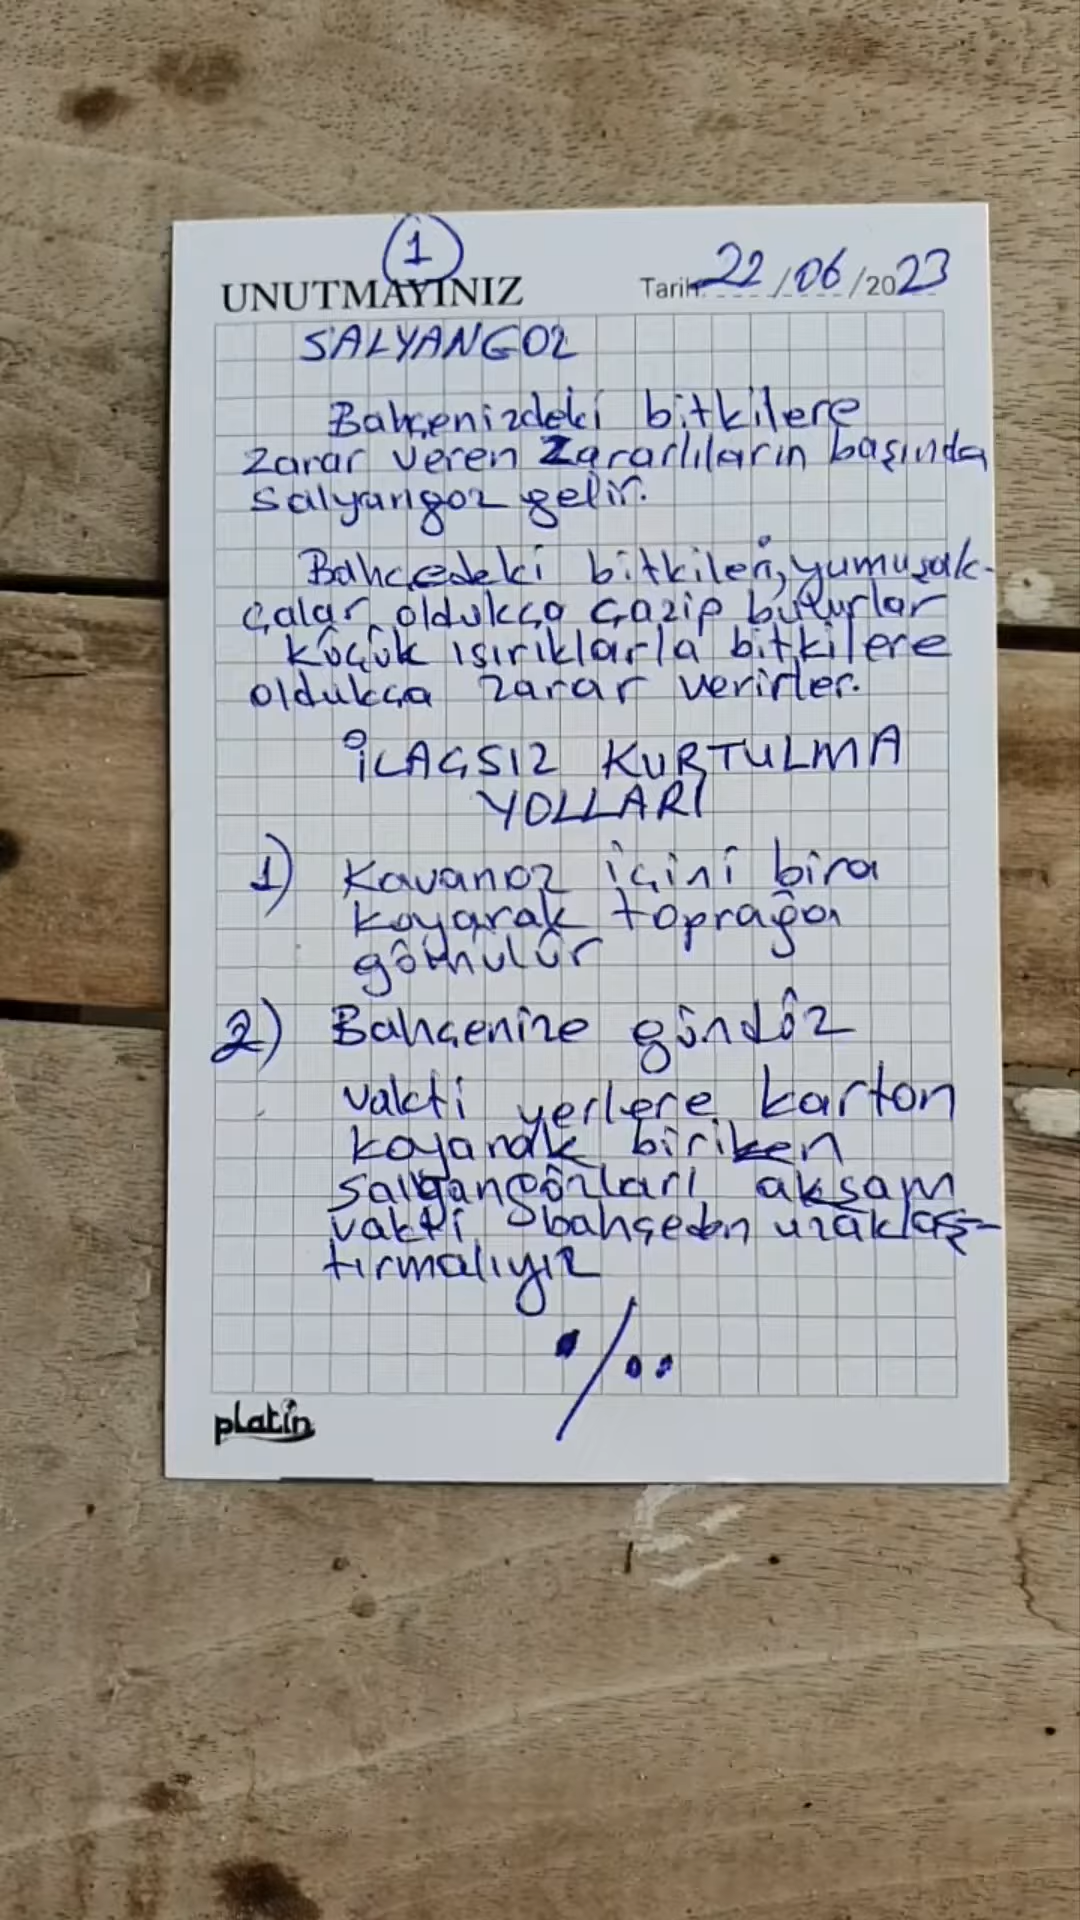 1
UNUTMAYINIZ Tarih: 22/06/2023
SALYANGOZ
Bahçenizdeki bitkilere
zarar veren zararlıların başında
salyangoz gelir.
Bahçedeki bitkileri, yumuşak-
çalar oldukça cazip bulurlar
küçük ısırıklarla bitkilere
oldukça zarar verirler.
İLAÇSIZ KURTULMA
YOLLARI
1) Kavanoz içini bira
koyarak toprağa
gömülür
2) Bahçenize gündüz
vakti yerlere karton
koyarak biriken
salyangozları akşam
vakti bahçeden uzaklaş-
tırmalıyız
./..
platin